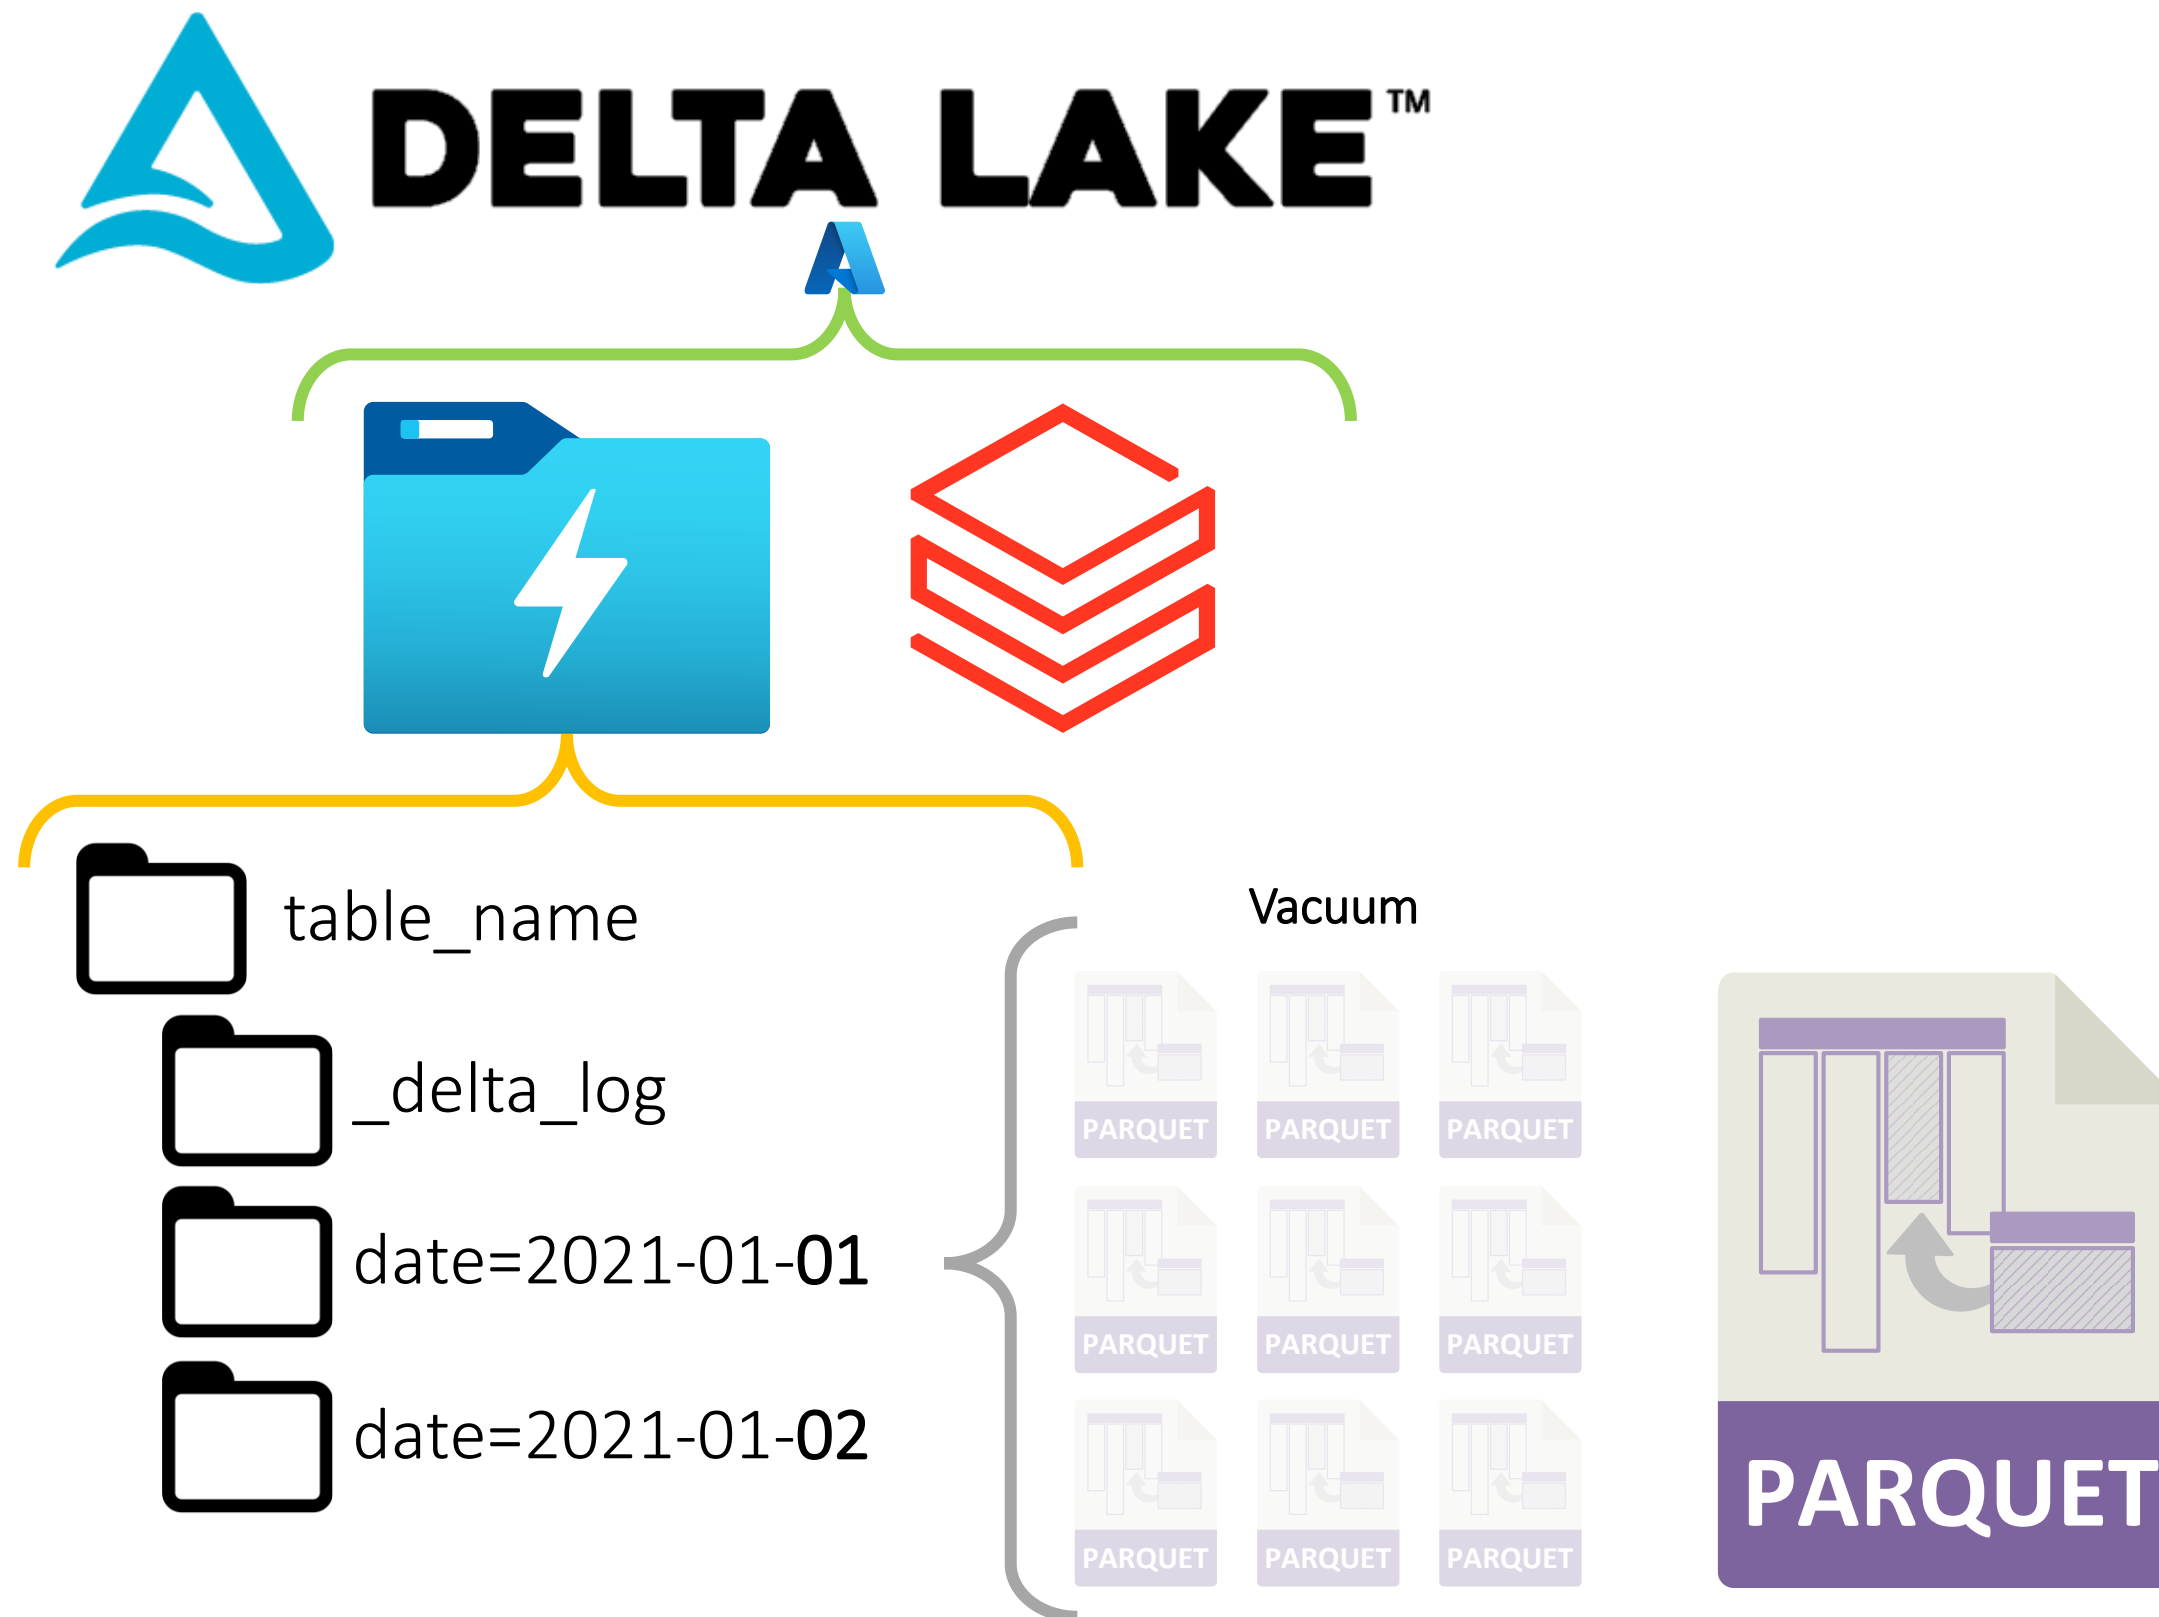 DELTA LAKE™
table_name
_delta_log
date=2021-01-01
date=2021-01-02
Vacuum
PARQUET PARQUET PARQUET
PARQUET PARQUET PARQUET
PARQUET PARQUET PARQUET
PARQUET